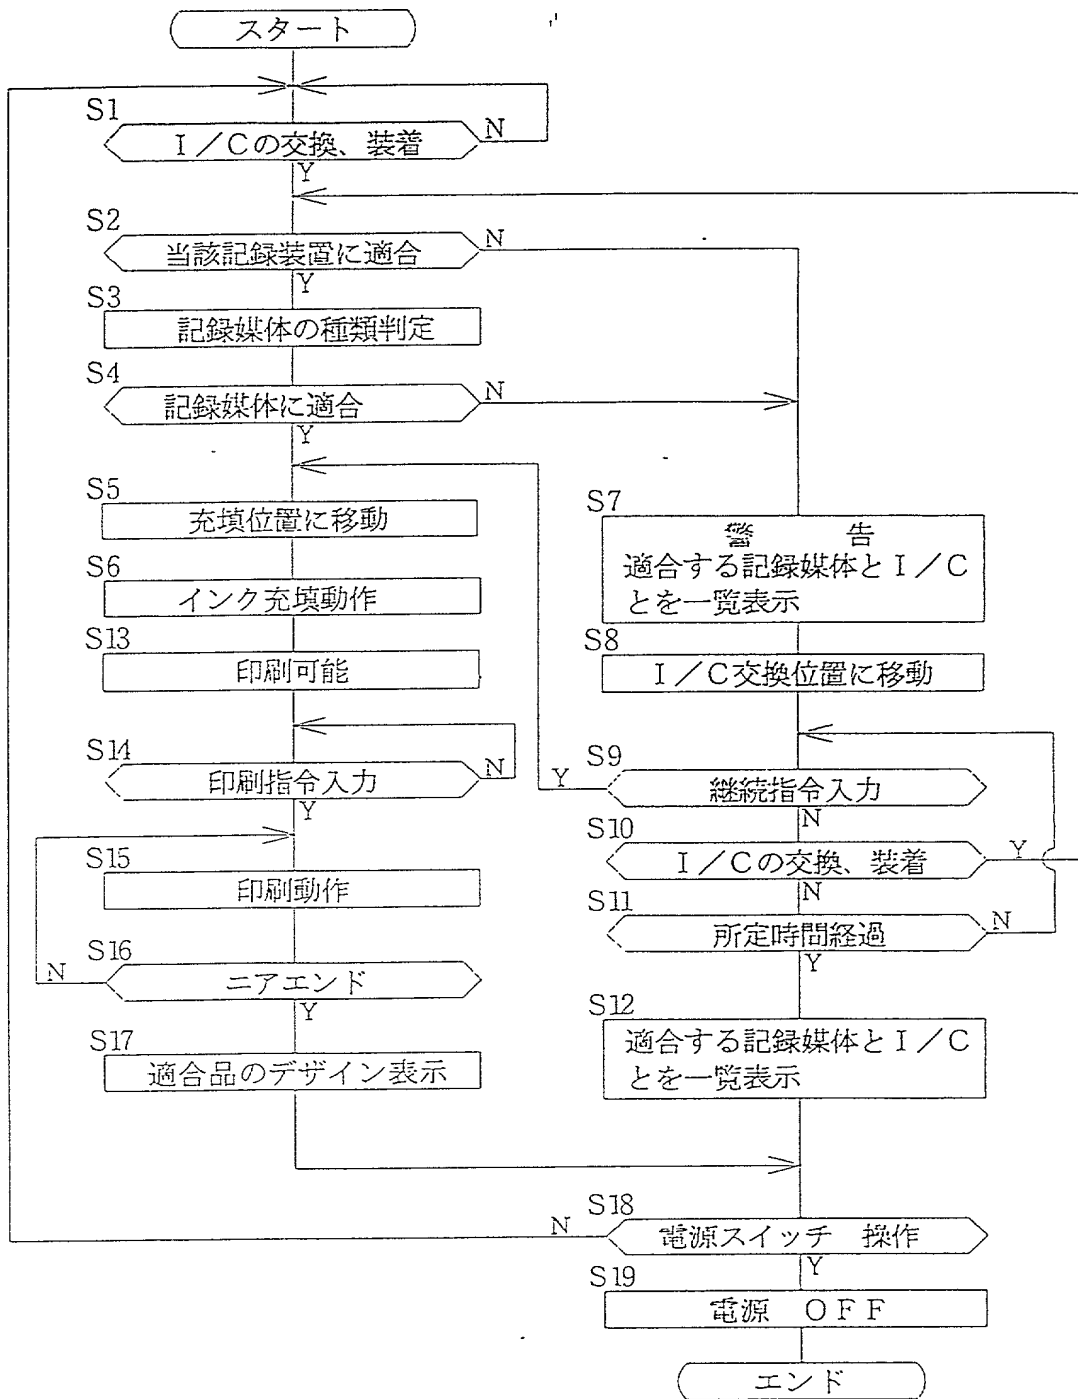 スタート
S1
I/Cの交換、装着
N
Y
S2
当該記録装置に適合
N
Y
S3
記録媒体の種類判定
S4
記録媒体に適合
N
Y
S5
充填位置に移動
S6
インク充填動作
S13
印刷可能
S14
印刷指令入力
N
Y
S15
印刷動作
S16
ニアエンド
N
Y
S17
適合品のデザイン表示
S7
警 告
適合する記録媒体とI/C
とを一覧表示
S8
I/C交換位置に移動
S9
継続指令入力
Y
N
S10
I/Cの交換、装着
Y
N
S11
所定時間経過
N
Y
S12
適合する記録媒体とI/C
とを一覧表示
S18
電源スイッチ 操作
N
Y
S19
電源 OFF
エンド